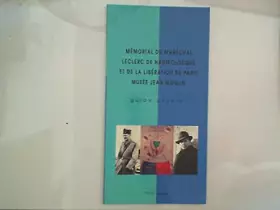 MÉMORIAL DU MARÉCHAL
LECLERC DE HAUTECLOCQUE
ET DE LA LIBÉRATION DE PARIS
MUSÉE JEAN MOULIN